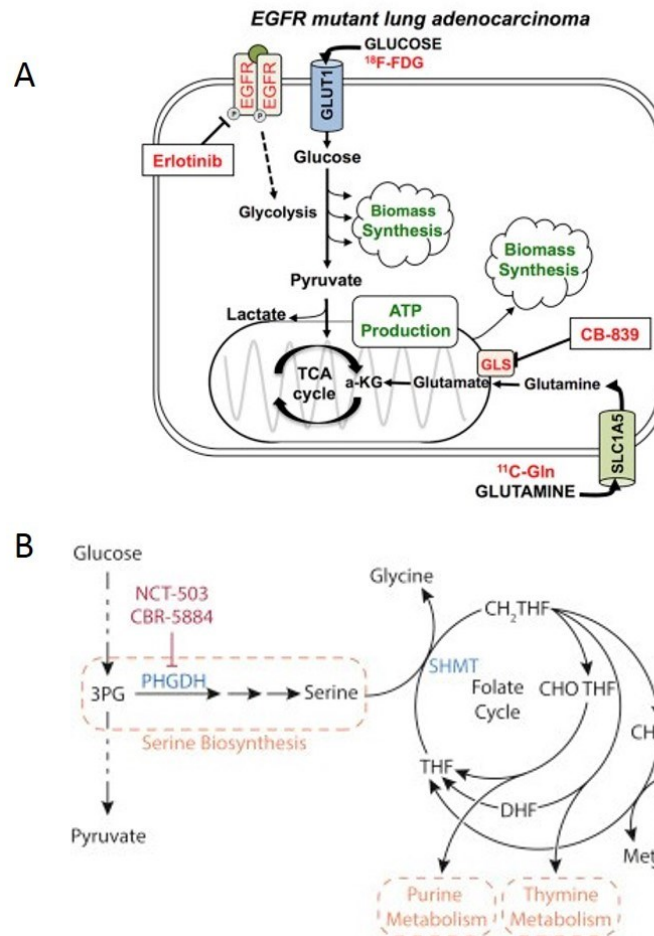 EGFR mutant lung adenocarcinoma
A
GLUCOSE
18F-FDG
EGFR
EGFR
GLUT1
P
P
Erlotinib
Glucose
Glycolysis
Biomass
Synthesis
Biomass
Synthesis
Pyruvate
Lactate
ATP
Production
CB-839
GLS
TCA
cycle
a-KG
Glutamate
Glutamine
SLC1A5
11C-Gln
GLUTAMINE
B
Glucose
NCT-503
CBR-5884
Glycine
CH2THF
PHGDH
3PG
Serine
SHMT
Folate
Cycle
CHO THF
CH
Serine Biosynthesis
THF
DHF
Pyruvate
Met
Purine
Metabolism
Thymine
Metabolism